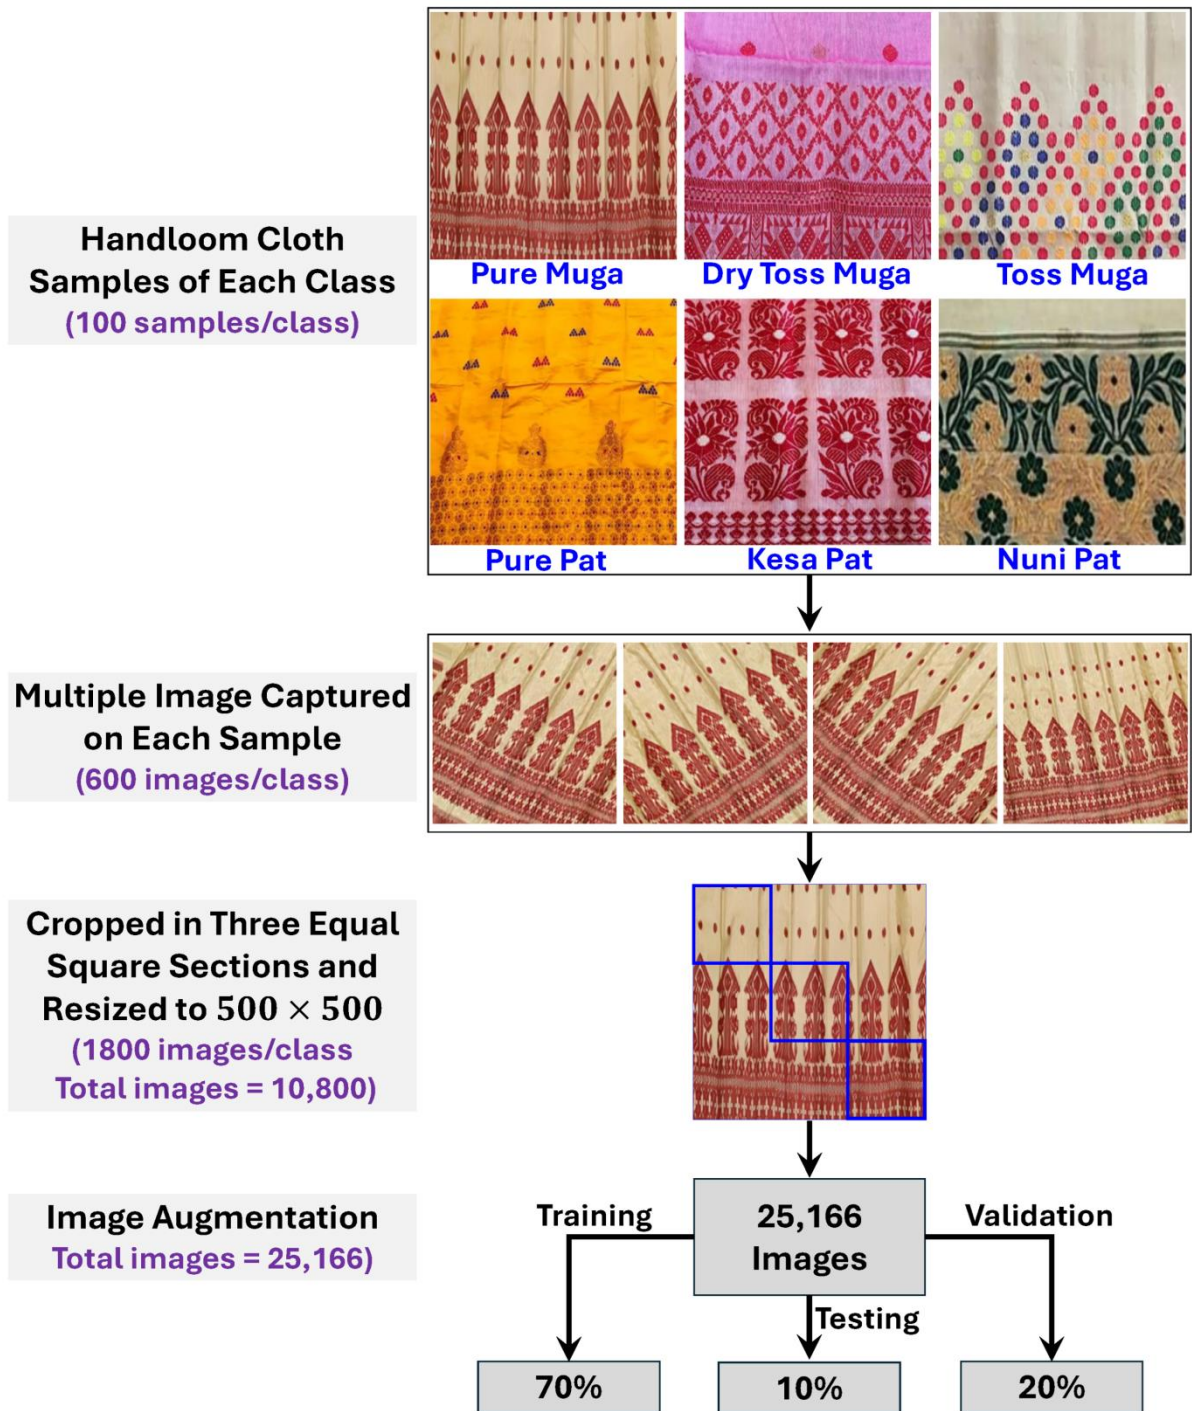 Handloom Cloth
Samples of Each Class
(100 samples/class)
Pure Muga
Dry Toss Muga
Toss Muga
Pure Pat
Kesa Pat
Nuni Pat
Multiple Image Captured
on Each Sample
(600 images/class)
Cropped in Three Equal
Square Sections and
Resized to 500 × 500
(1800 images/class
Total images = 10,800)
Image Augmentation
Total images = 25,166)
Training
25,166
Images
Validation
Testing
70%
10%
20%